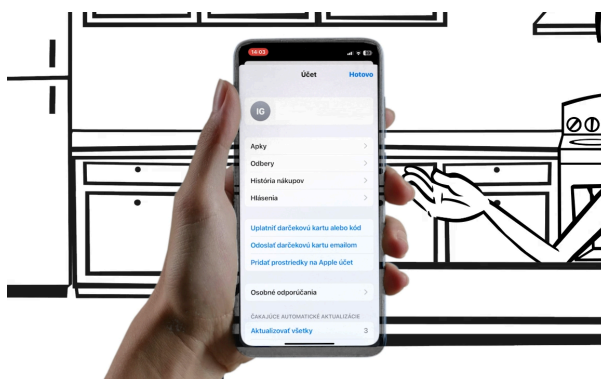 14:03
Účet
Hotovo
IG
Apky
Odbery
História nákupov
Hlásenia
Uplatniť darčekovú kartu alebo kód
Odoslať darčekovú kartu emailom
Pridať prostriedky na Apple účet
Osobné odporúčania
ČAKAJÚCE AUTOMATICKÉ AKTUALIZÁCIE
Aktualizovať všetky
3